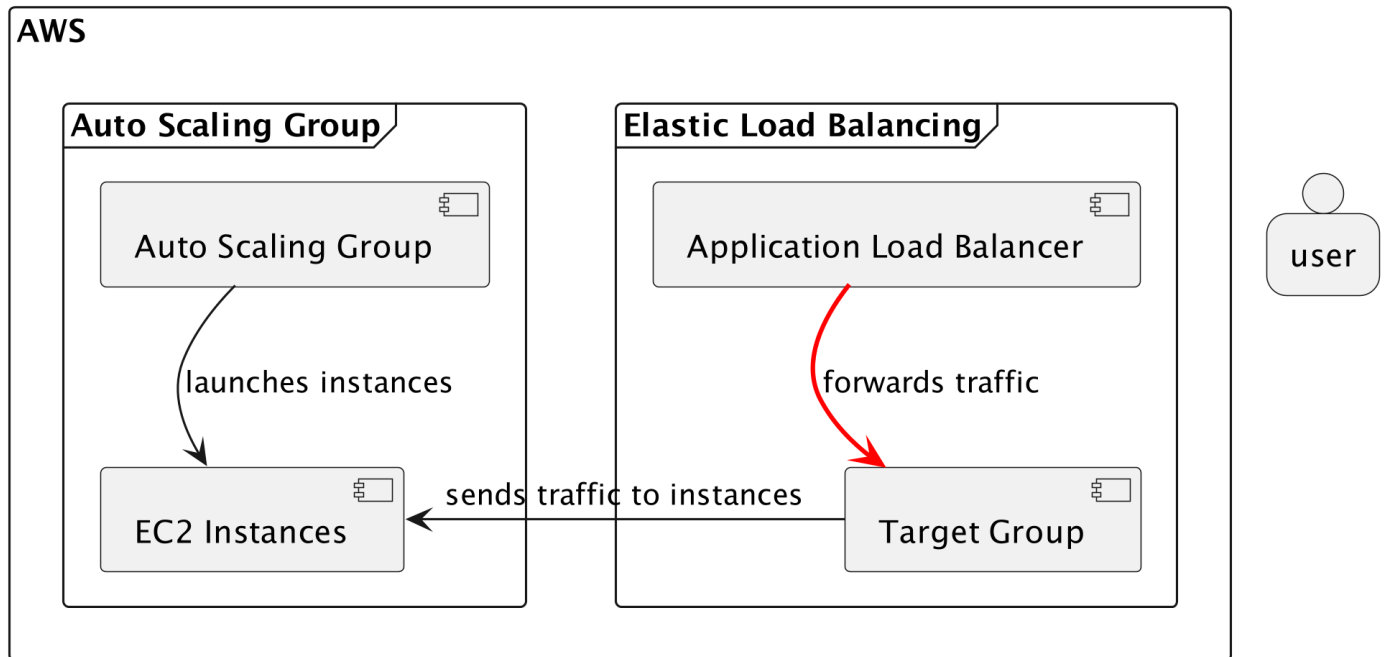 AWS
Auto Scaling Group
Elastic Load Balancing
Auto Scaling Group
Application Load Balancer
user
launches instances
forwards traffic
sends traffic to instances
EC2 Instances
Target Group